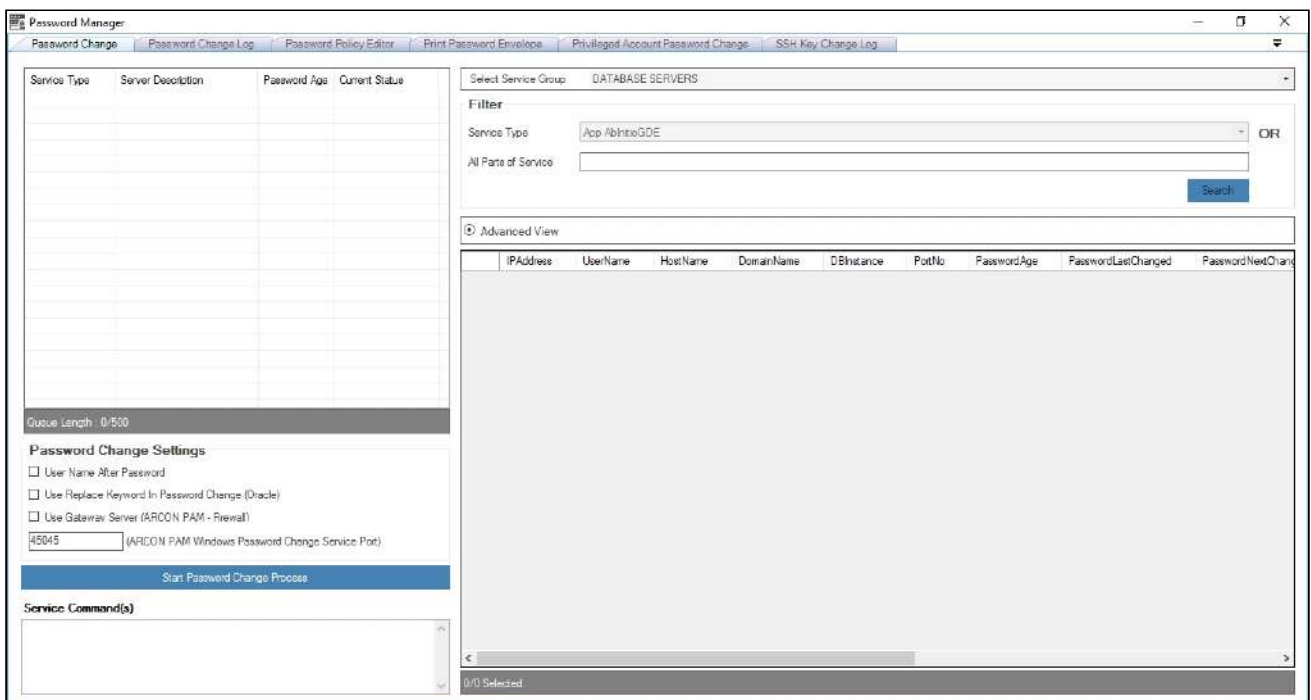 Password Manager
Password Change Password Change Log Password Policy Editor Print Password Envelope Privileged Account Password Change SSH Key Change Log
Service Type Server Description Password Age Current Status
Select Service Group DATABASE SERVERS
Filter
Service Type App AbInitioGDE OR
All Parts of Service
Search
Advanced View
IPAddress UserName HostName DomainName DBInstance PortNo PasswordAge PasswordLastChanged PasswordNextChang
Queue Length : 0/500
Password Change Settings
User Name After Password
Use Replace Keyword In Password Change (Oracle)
Use Gateway Server (ARCON PAM - Firewall)
45045 (ARCON PAM Windows Password Change Service Port)
Start Password Change Process
Service Command(s)
0/0 Selected